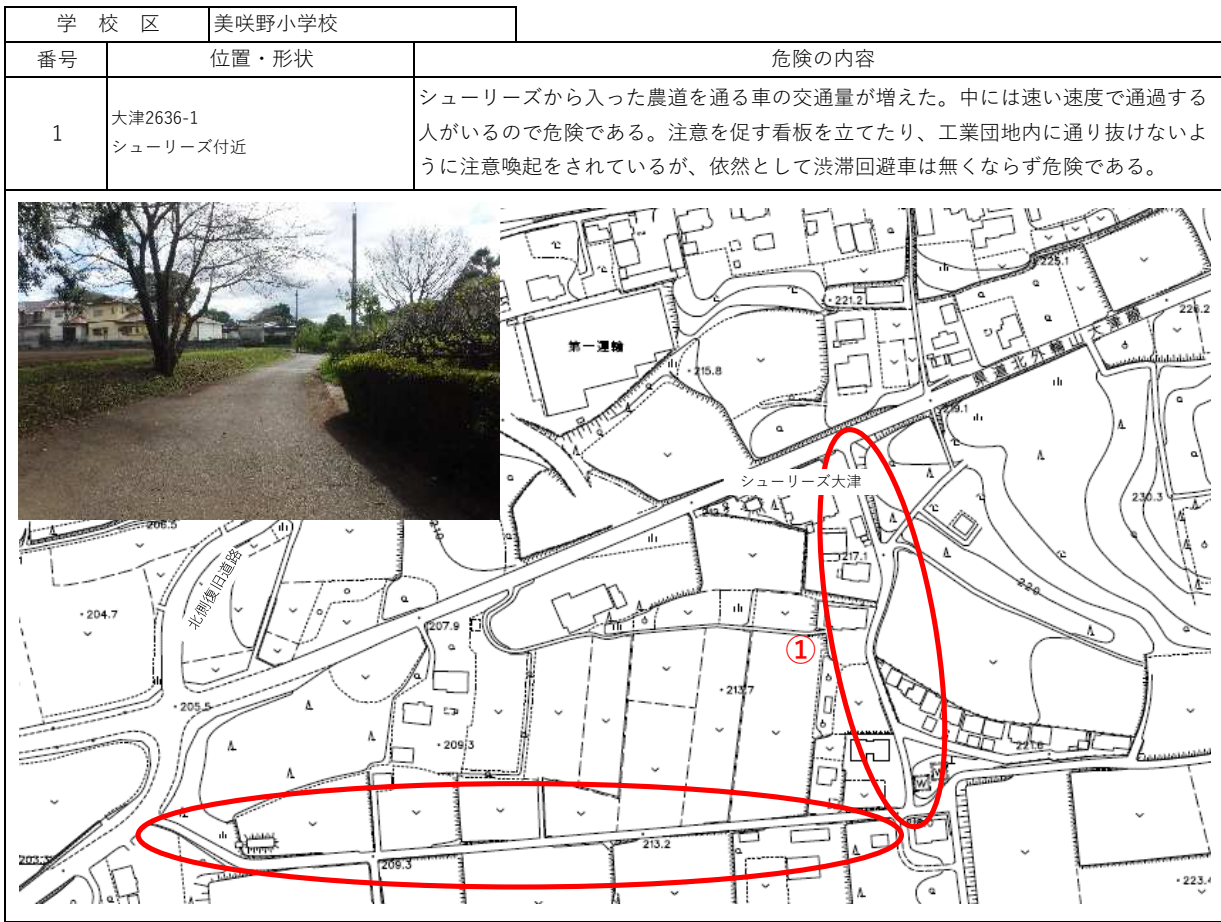 学 校 区
美咲野小学校
番号
位置・形状
危険の内容
1
大津2636-1
シューリーズ付近
シューリーズから入った農道を通る車の交通量が増えた。中には速い速度で通過する
人がいるので危険である。注意を促す看板を立てたり、工業団地内に通り抜けないよ
うに注意喚起をされているが、依然として渋滞回避車は無くならず危険である。
225.1
221.2
226.2
第一運輸
県道北外輪山大津線
215.8
219.1
シューリーズ大津
230.3
206.5
217.1
北側復旧道路
220
204.7
207.9
①
213.7
205.5
209.3
221.6
W
W
213.2
203.3
209.3
223.4